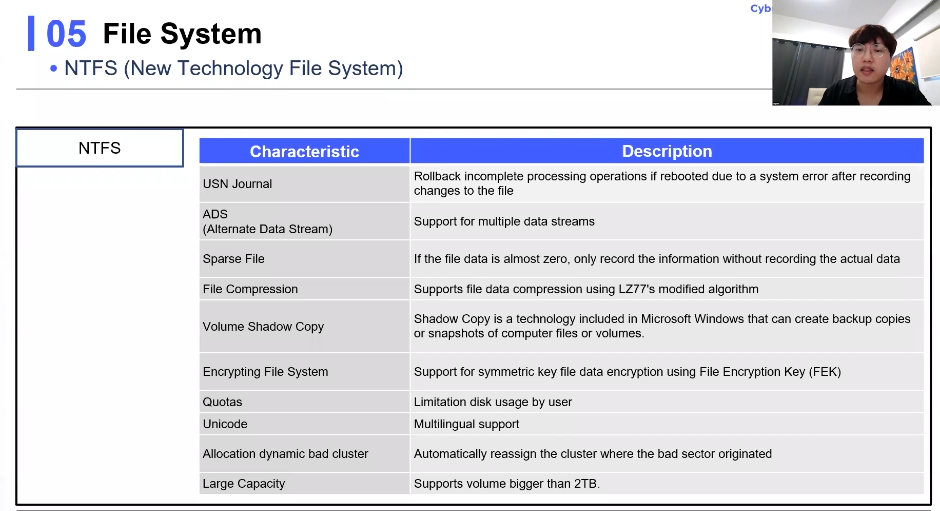 Cyb
05 File System
• NTFS (New Technology File System)
NTFS
Characteristic Description
USN Journal
Rollback incomplete processing operations if rebooted due to a system error after recording
changes to the file
ADS
(Alternate Data Stream)
Support for multiple data streams
Sparse File
If the file data is almost zero, only record the information without recording the actual data
File Compression
Supports file data compression using LZ77's modified algorithm
Volume Shadow Copy
Shadow Copy is a technology included in Microsoft Windows that can create backup copies
or snapshots of computer files or volumes.
Encrypting File System
Support for symmetric key file data encryption using File Encryption Key (FEK)
Quotas
Limitation disk usage by user
Unicode
Multilingual support
Allocation dynamic bad cluster
Automatically reassign the cluster where the bad sector originated
Large Capacity
Supports volume bigger than 2TB.